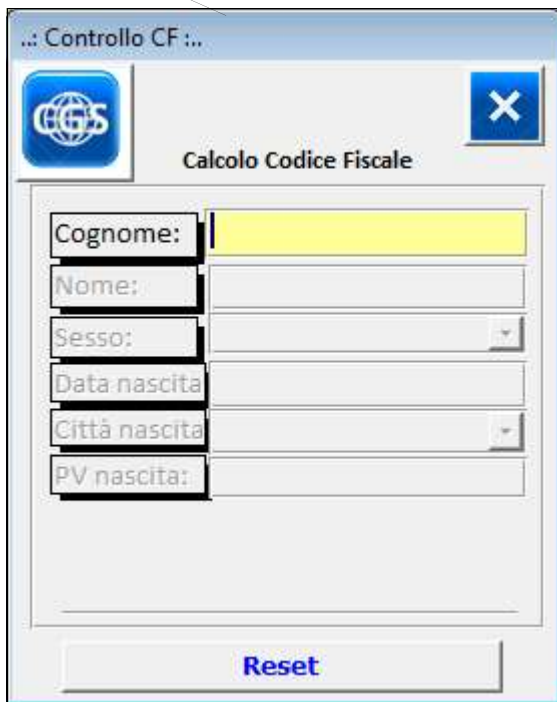 ..: Controllo CF :..
CGS
Calcolo Codice Fiscale
Cognome:
Nome:
Sesso:
Data nascita
Città nascita
PV nascita:
Reset